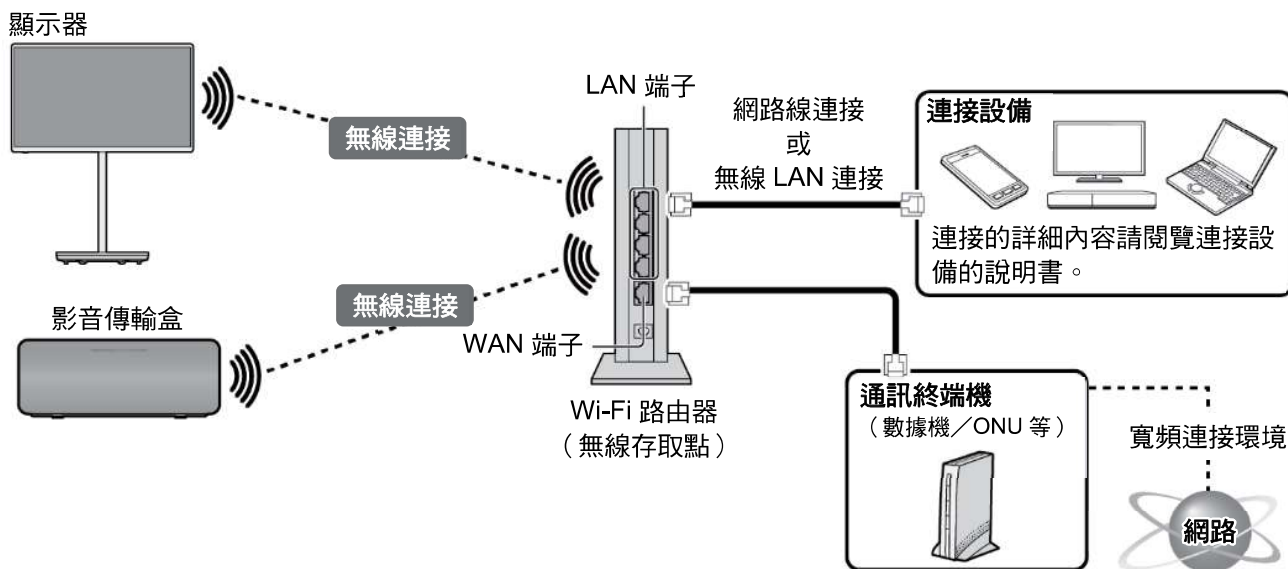 顯示器
LAN 端子
無線連接
網路線連接
或
無線 LAN 連接
連接設備
連接的詳細內容請閱覽連接設
備的說明書。
無線連接
影音傳輸盒
WAN 端子
Wi-Fi 路由器
（無線存取點）
通訊終端機
（數據機／ONU 等）
寬頻連接環境
網路